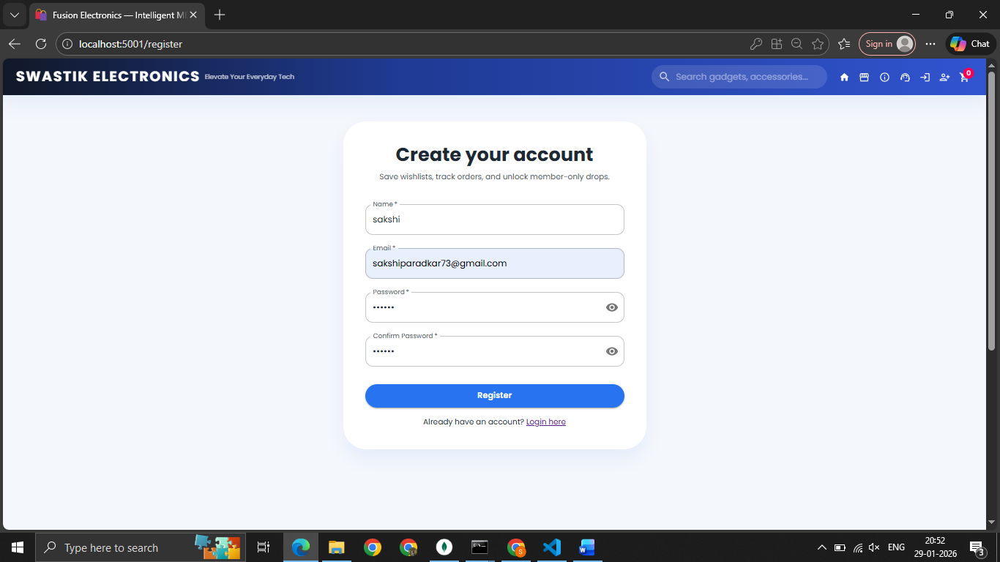 Fusion Electronics — Intelligent M
localhost:5001/register
Sign in
Chat
SWASTIK ELECTRONICS Elevate Your Everyday Tech
Search gadgets, accessories...
0
Create your account
Save wishlists, track orders, and unlock member-only drops.
Name *
sakshi
Email *
sakshiparadkar73@gmail.com
Password *
••••••
Confirm Password *
••••••
Register
Already have an account? Login here
Type here to search
ENG
20:52
29-01-2026
3